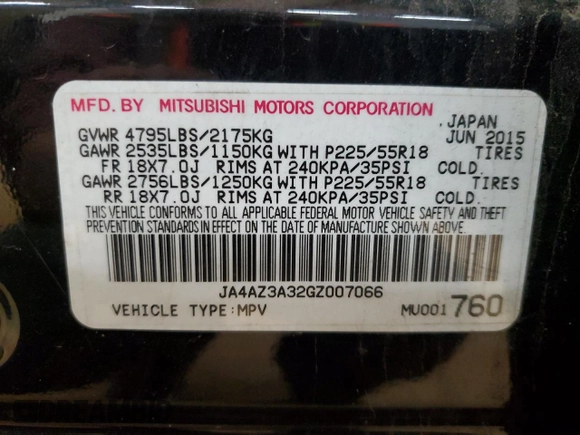 MFD. BY MITSUBISHI MOTORS CORPORATION
JAPAN
GVWR 4795LBS/2175KG JUN 2015
GAWR 2535LBS/1150KG WITH P225/55R18 TIRES
FR 18X7.0J RIMS AT 240KPA/35PSI COLD.
GAWR 2756LBS/1250KG WITH P225/55R18 TIRES
RR 18X7.0J RIMS AT 240KPA/35PSI COLD.
THIS VEHICLE CONFORMS TO ALL APPLICABLE FEDERAL MOTOR VEHICLE SAFETY AND THEFT
PREVENTION STANDARDS IN EFFECT ON THE DATE OF MANUFACTURE SHOWN ABOVE.
JA4AZ3A32GZ007066
VEHICLE TYPE:MPV MU001760